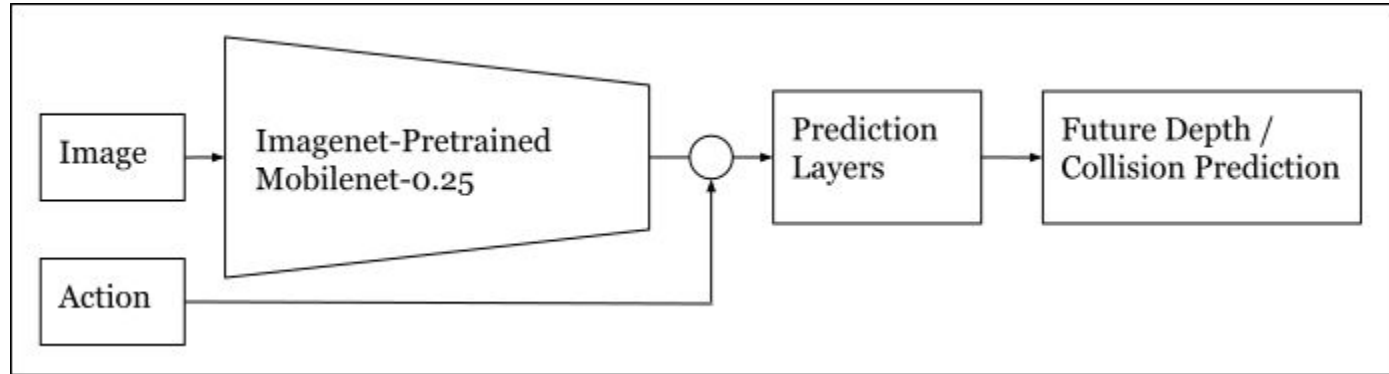 Image
Imagenet-Pretrained
Mobilenet-0.25
Action
Prediction
Layers
Future Depth /
Collision Prediction